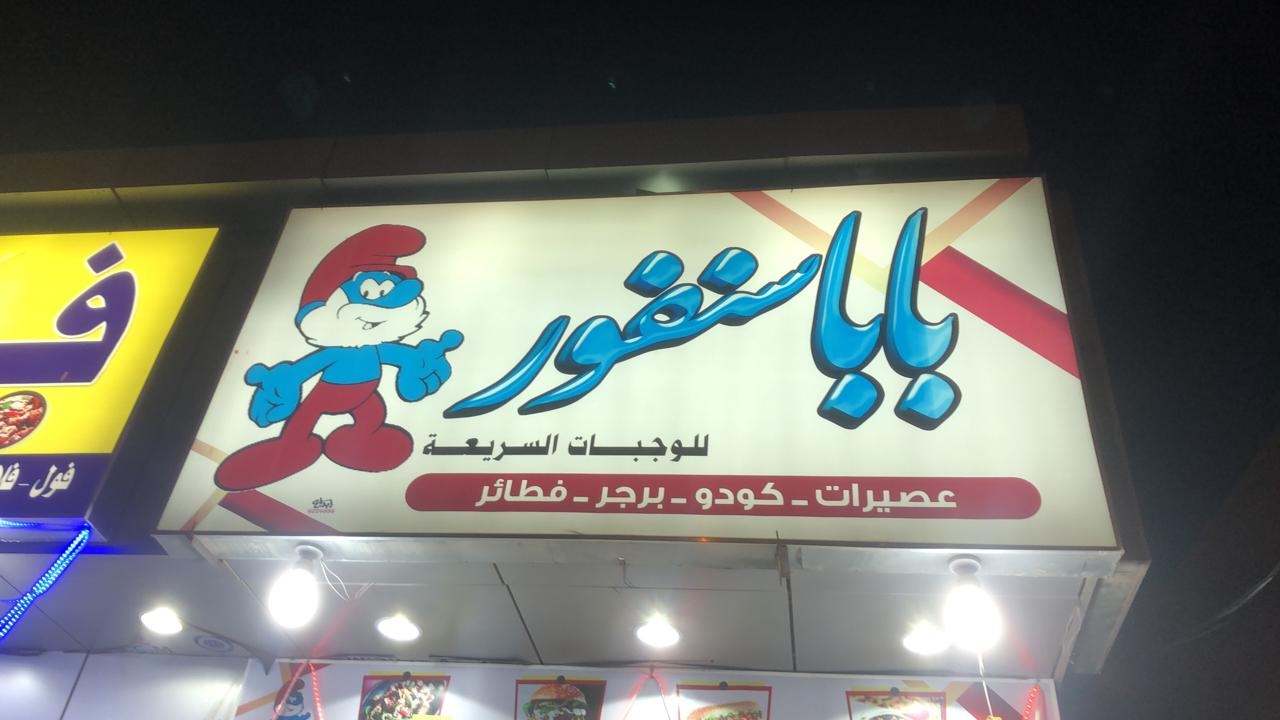 بابا سنفور
للوجبات السريعة
عصيرات - كودو - برجر - فطائر
فول -